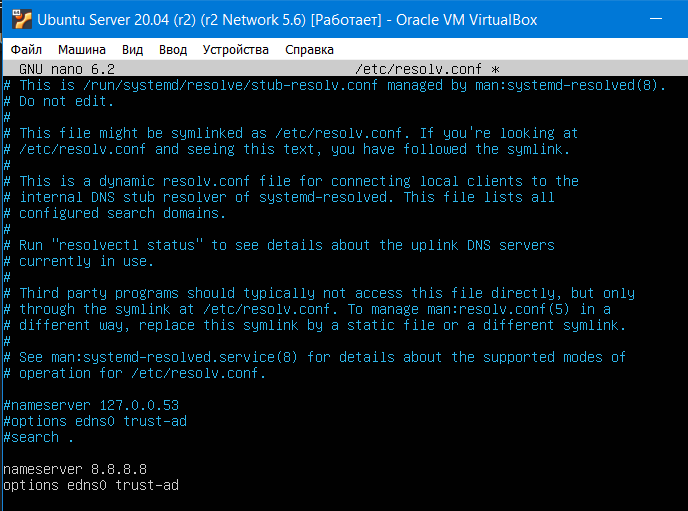 Ubuntu Server 20.04 (r2) (r2 Network 5.6) [Работает] - Oracle VM VirtualBox
Файл Машина Вид Ввод Устройства Справка
GNU nano 6.2 /etc/resolv.conf *
# This is /run/systemd/resolve/stub-resolv.conf managed by man:systemd-resolved(8).
# Do not edit.
#
# This file might be symlinked as /etc/resolv.conf. If you're looking at
# /etc/resolv.conf and seeing this text, you have followed the symlink.
#
# This is a dynamic resolv.conf file for connecting local clients to the
# internal DNS stub resolver of systemd-resolved. This file lists all
# configured search domains.
#
# Run "resolvectl status" to see details about the uplink DNS servers
# currently in use.
#
# Third party programs should typically not access this file directly, but only
# through the symlink at /etc/resolv.conf. To manage man:resolv.conf(5) in a
# different way, replace this symlink by a static file or a different symlink.
#
# See man:systemd-resolved.service(8) for details about the supported modes of
# operation for /etc/resolv.conf.
#nameserver 127.0.0.53
#options edns0 trust-ad
#search .
nameserver 8.8.8.8
options edns0 trust-ad